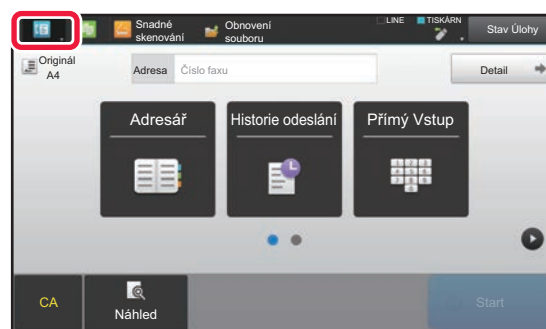 Snadné
skenování
Obnovení
souboru
LINE
TISKÁRN
Stav Úlohy
Originál
A4
Adresa
Číslo faxu
Detail
Adresář
Historie odeslání
Přímý Vstup
CA
Náhled
Start